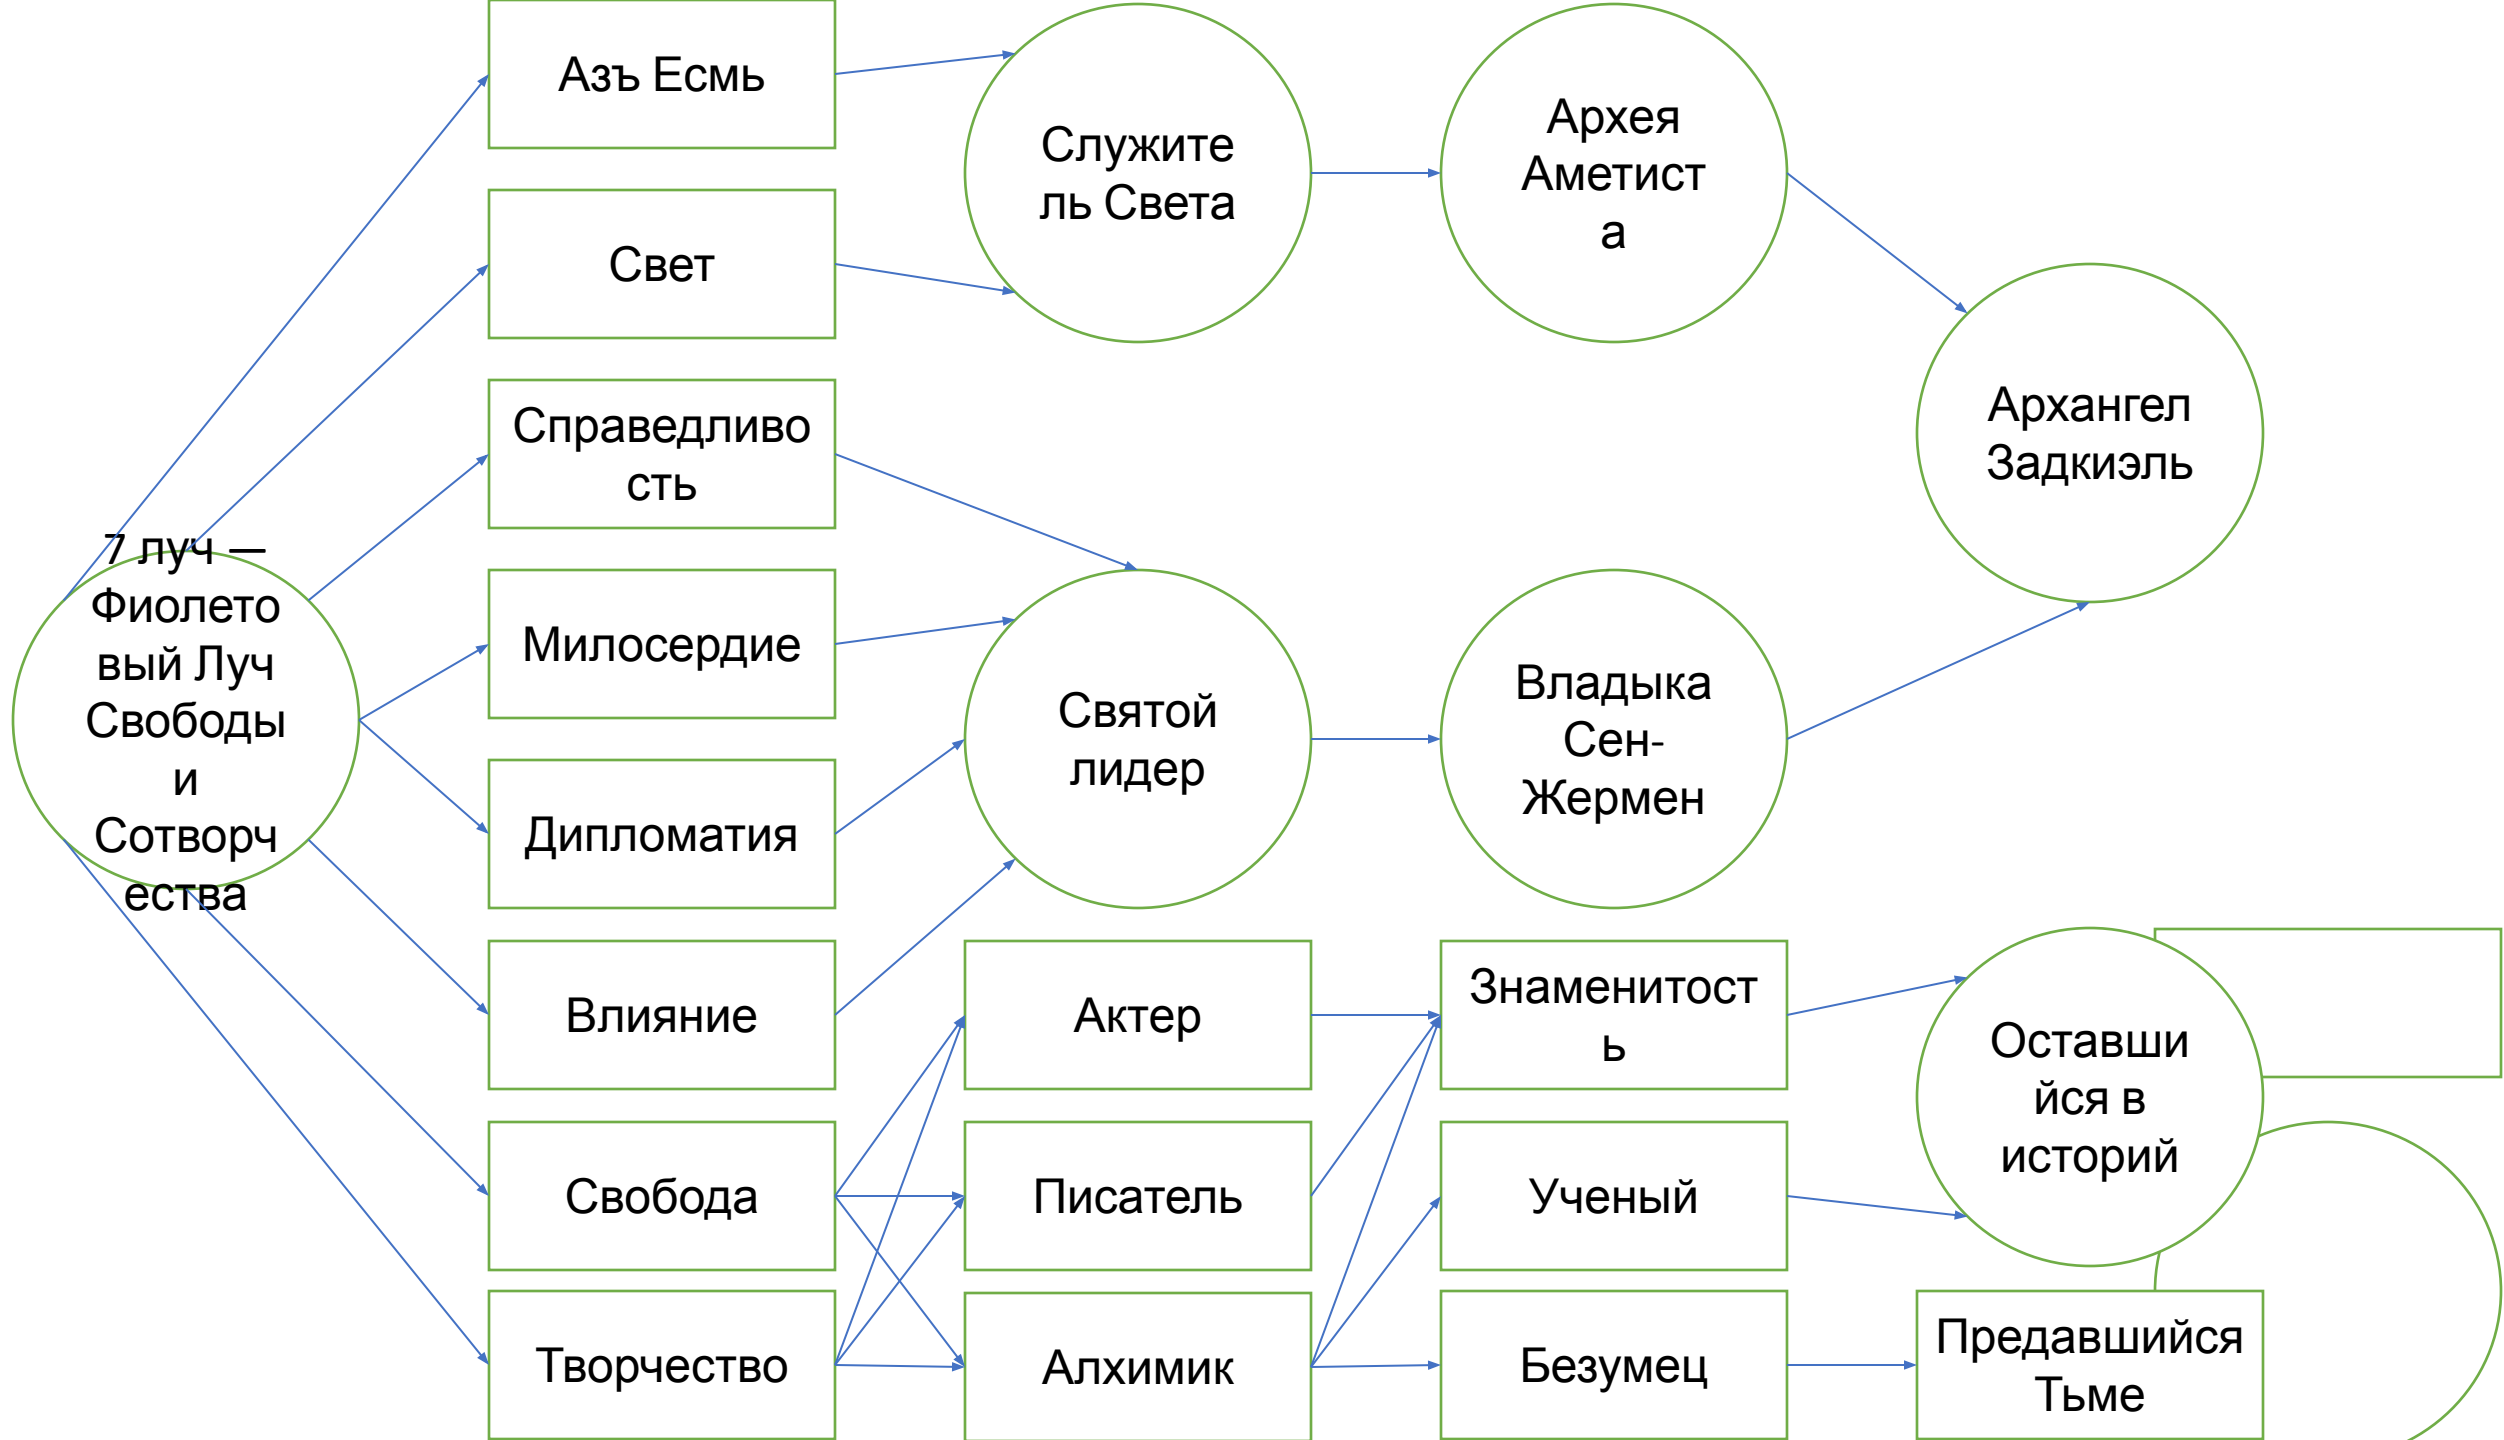 Азъ Есмь
Свет
Справедливо
сть
Милосердие
Дипломатия
Влияние
Свобода
Творчество
7 луч —
Фиолето
вый Луч
Свободы
и
Сотворч
ества
Служите
ль Света
Святой
лидер
Актер
Писатель
Алхимик
Архея
Аметист
а
Владыка
Сен-
Жермен
Знаменитост
ь
Ученый
Безумец
Архангел
Задкиэль
Оставши
йся в
историй
Предавшийся
Тьме